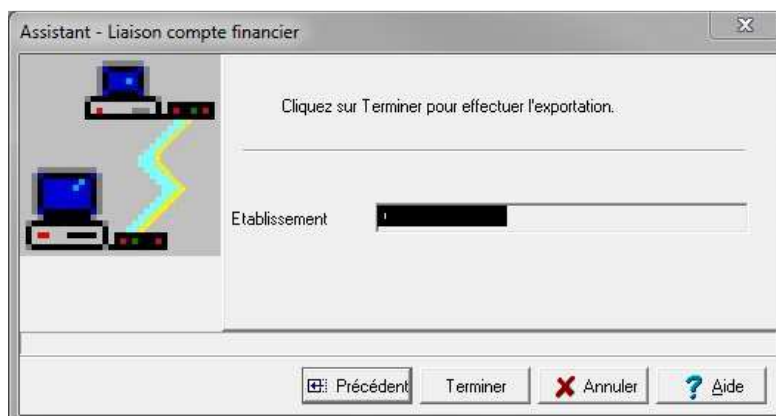 Assistant - Liaison compte financier
Cliquez sur Terminer pour effectuer l'exportation.
Etablissement
Précédent Terminer Annuler Aide